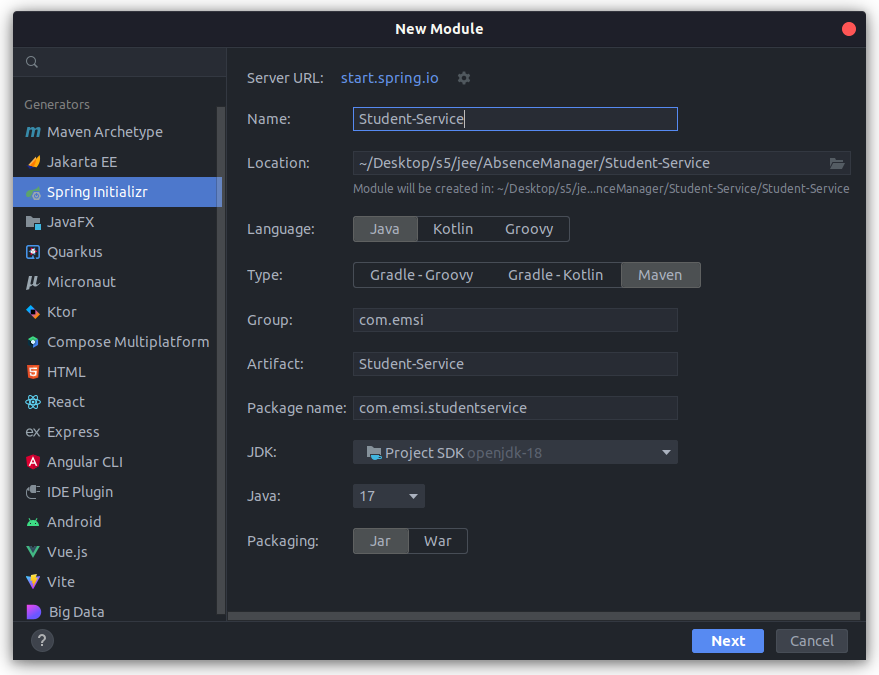 New Module
Generators
Maven Archetype
Jakarta EE
Spring Initializr
JavaFX
Quarkus
Micronaut
Ktor
Compose Multiplatform
HTML
React
Express
Angular CLI
IDE Plugin
Android
Vue.js
Vite
Big Data
Server URL: start.spring.io
Name: Student-Service
Location: ~/Desktop/s5/jee/AbsenceManager/Student-Service
Module will be created in: ~/Desktop/s5/je...nceManager/Student-Service/Student-Service
Language: Java Kotlin Groovy
Type: Gradle - Groovy Gradle - Kotlin Maven
Group: com.emsi
Artifact: Student-Service
Package name: com.emsi.studentservice
JDK: Project SDK openjdk-18
Java: 17
Packaging: Jar War
? Next Cancel